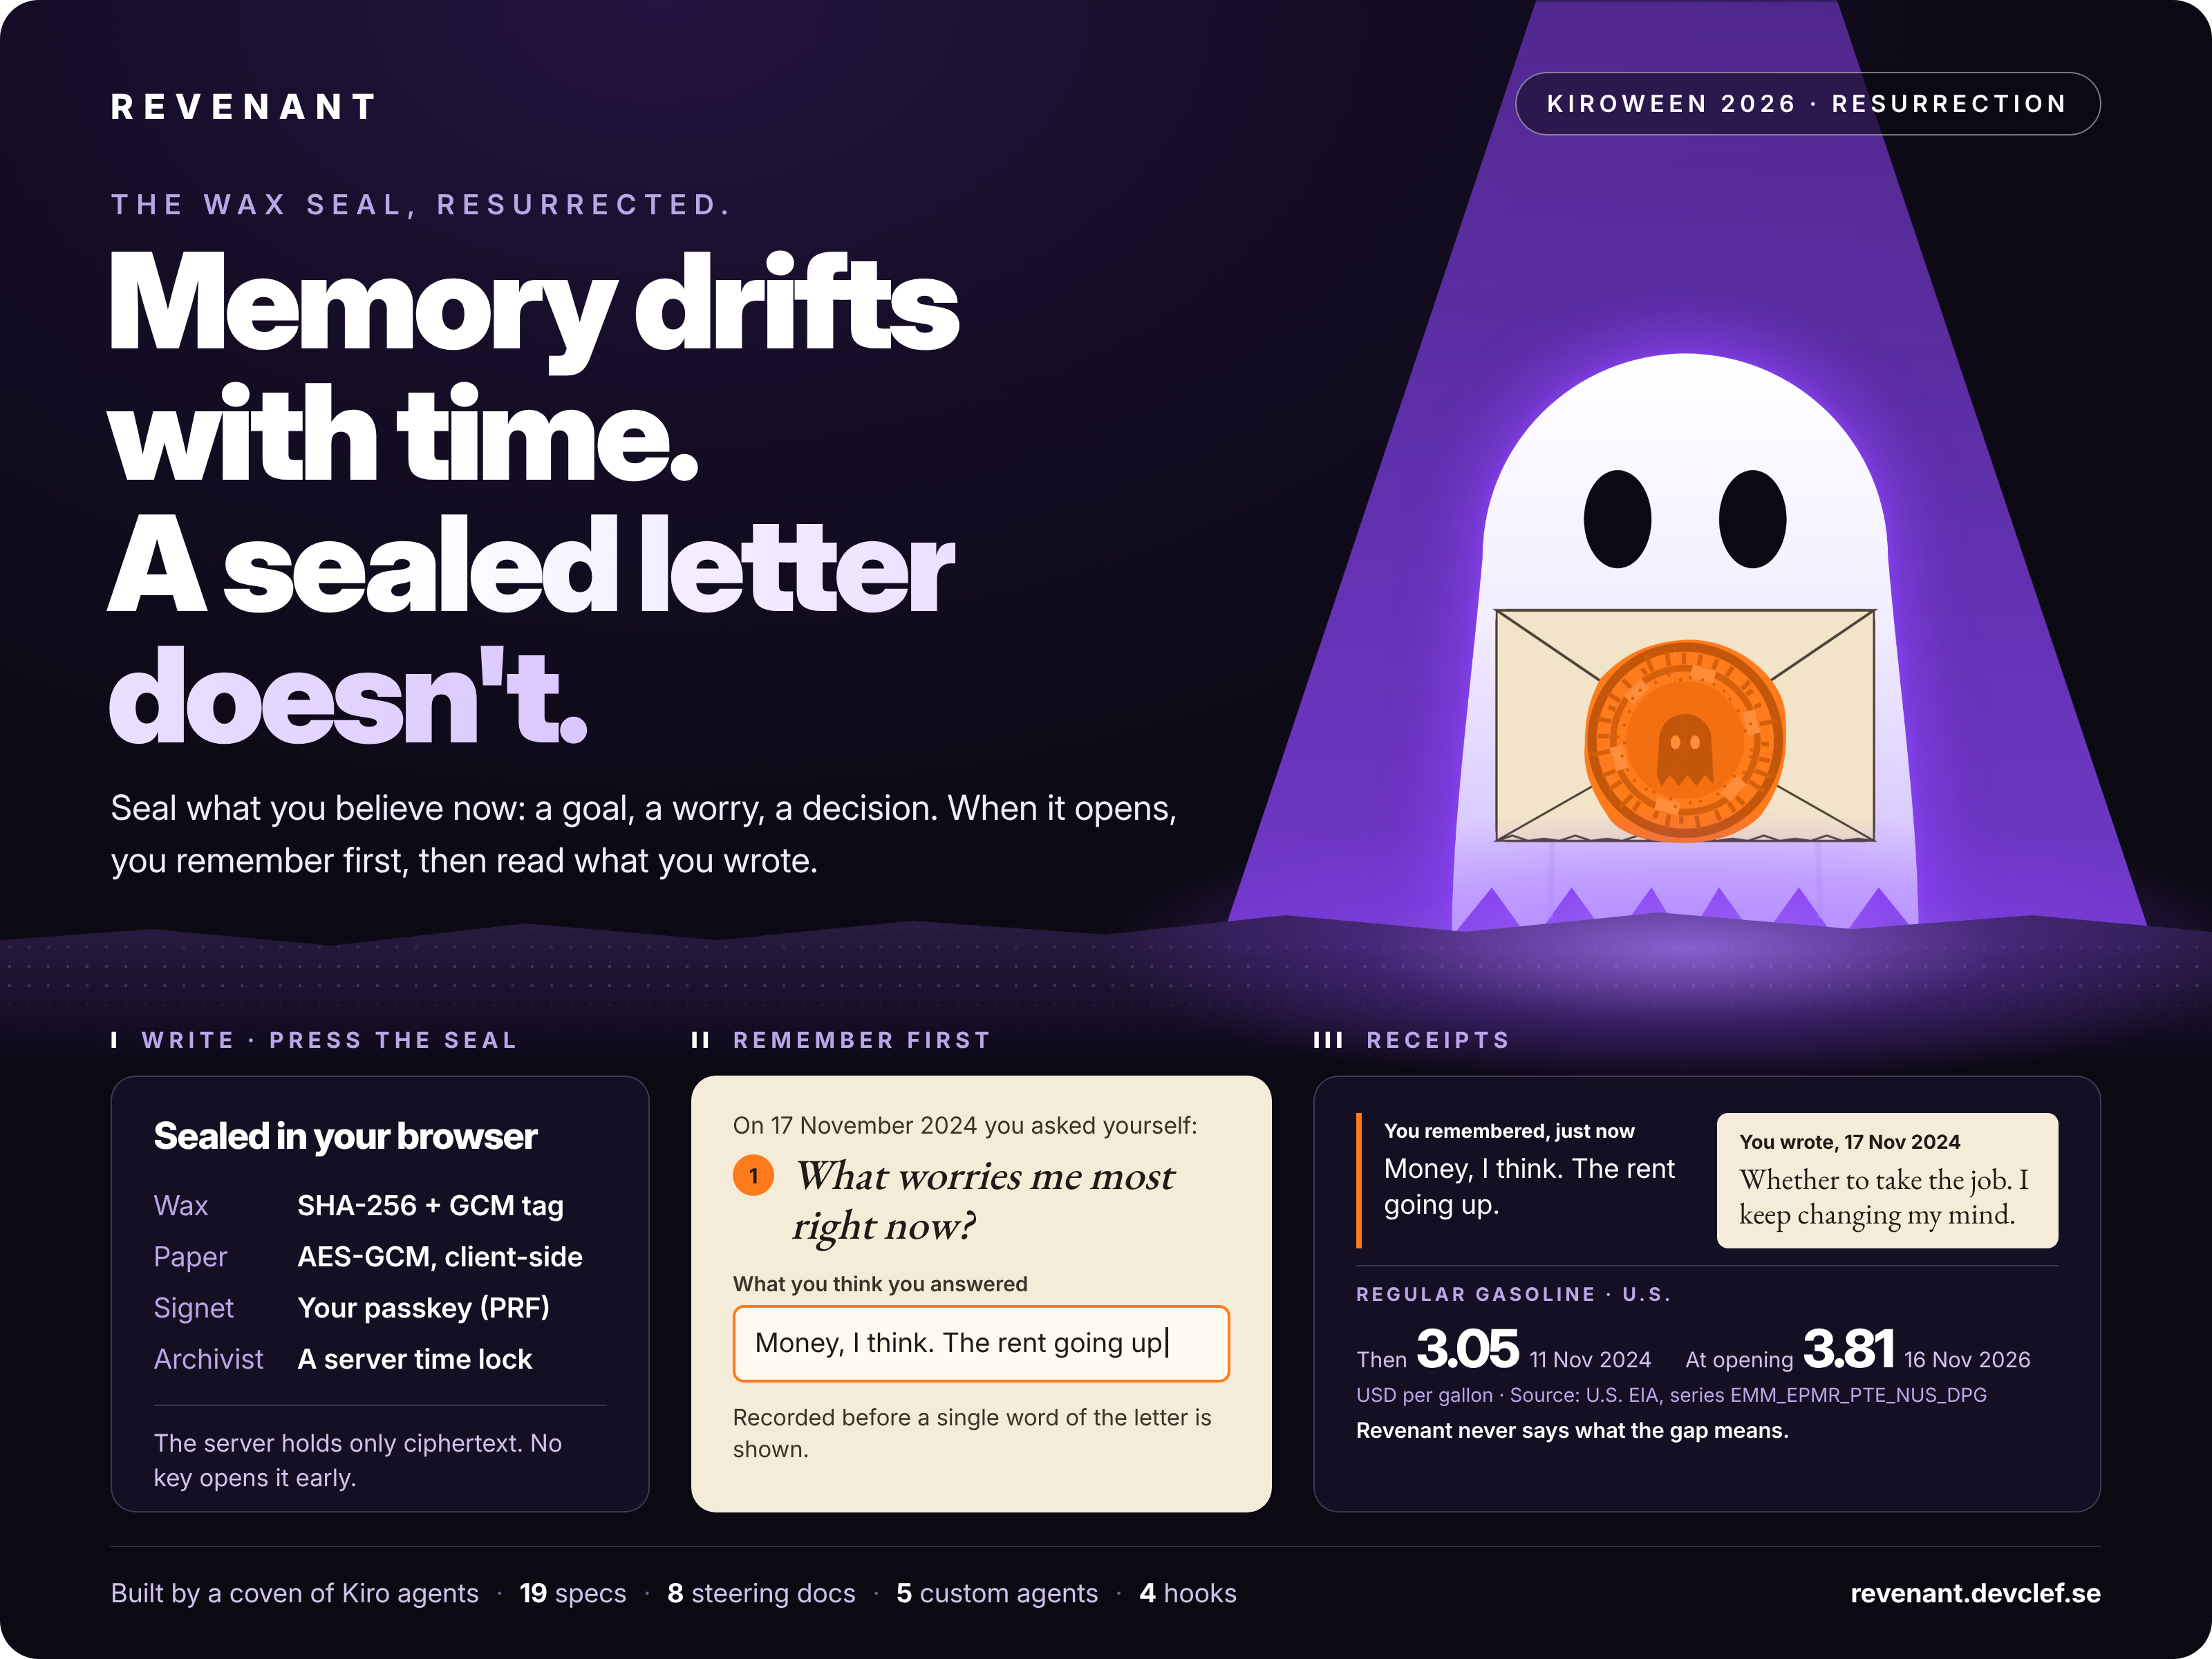 REVENANT
KIROWEEN 2026 · RESURRECTION
THE WAX SEAL, RESURRECTED.
Memory drifts
with time.
A sealed letter
doesn't.
Seal what you believe now: a goal, a worry, a decision. When it opens,
you remember first, then read what you wrote.
I WRITE · PRESS THE SEAL
Sealed in your browser
Wax SHA-256 + GCM tag
Paper AES-GCM, client-side
Signet Your passkey (PRF)
Archivist A server time lock
The server holds only ciphertext. No
key opens it early.
II REMEMBER FIRST
On 17 November 2024 you asked yourself:
1 What worries me most
right now?
What you think you answered
Money, I think. The rent going up
Recorded before a single word of the letter is
shown.
III RECEIPTS
You remembered, just now
Money, I think. The rent
going up.
You wrote, 17 Nov 2024
Whether to take the job. I
keep changing my mind.
REGULAR GASOLINE · U.S.
Then 3.05 11 Nov 2024 At opening 3.81 16 Nov 2026
USD per gallon · Source: U.S. EIA, series EMM_EPMR_PTE_NUS_DPG
Revenant never says what the gap means.
Built by a coven of Kiro agents · 19 specs · 8 steering docs · 5 custom agents · 4 hooks
revenant.devclef.se